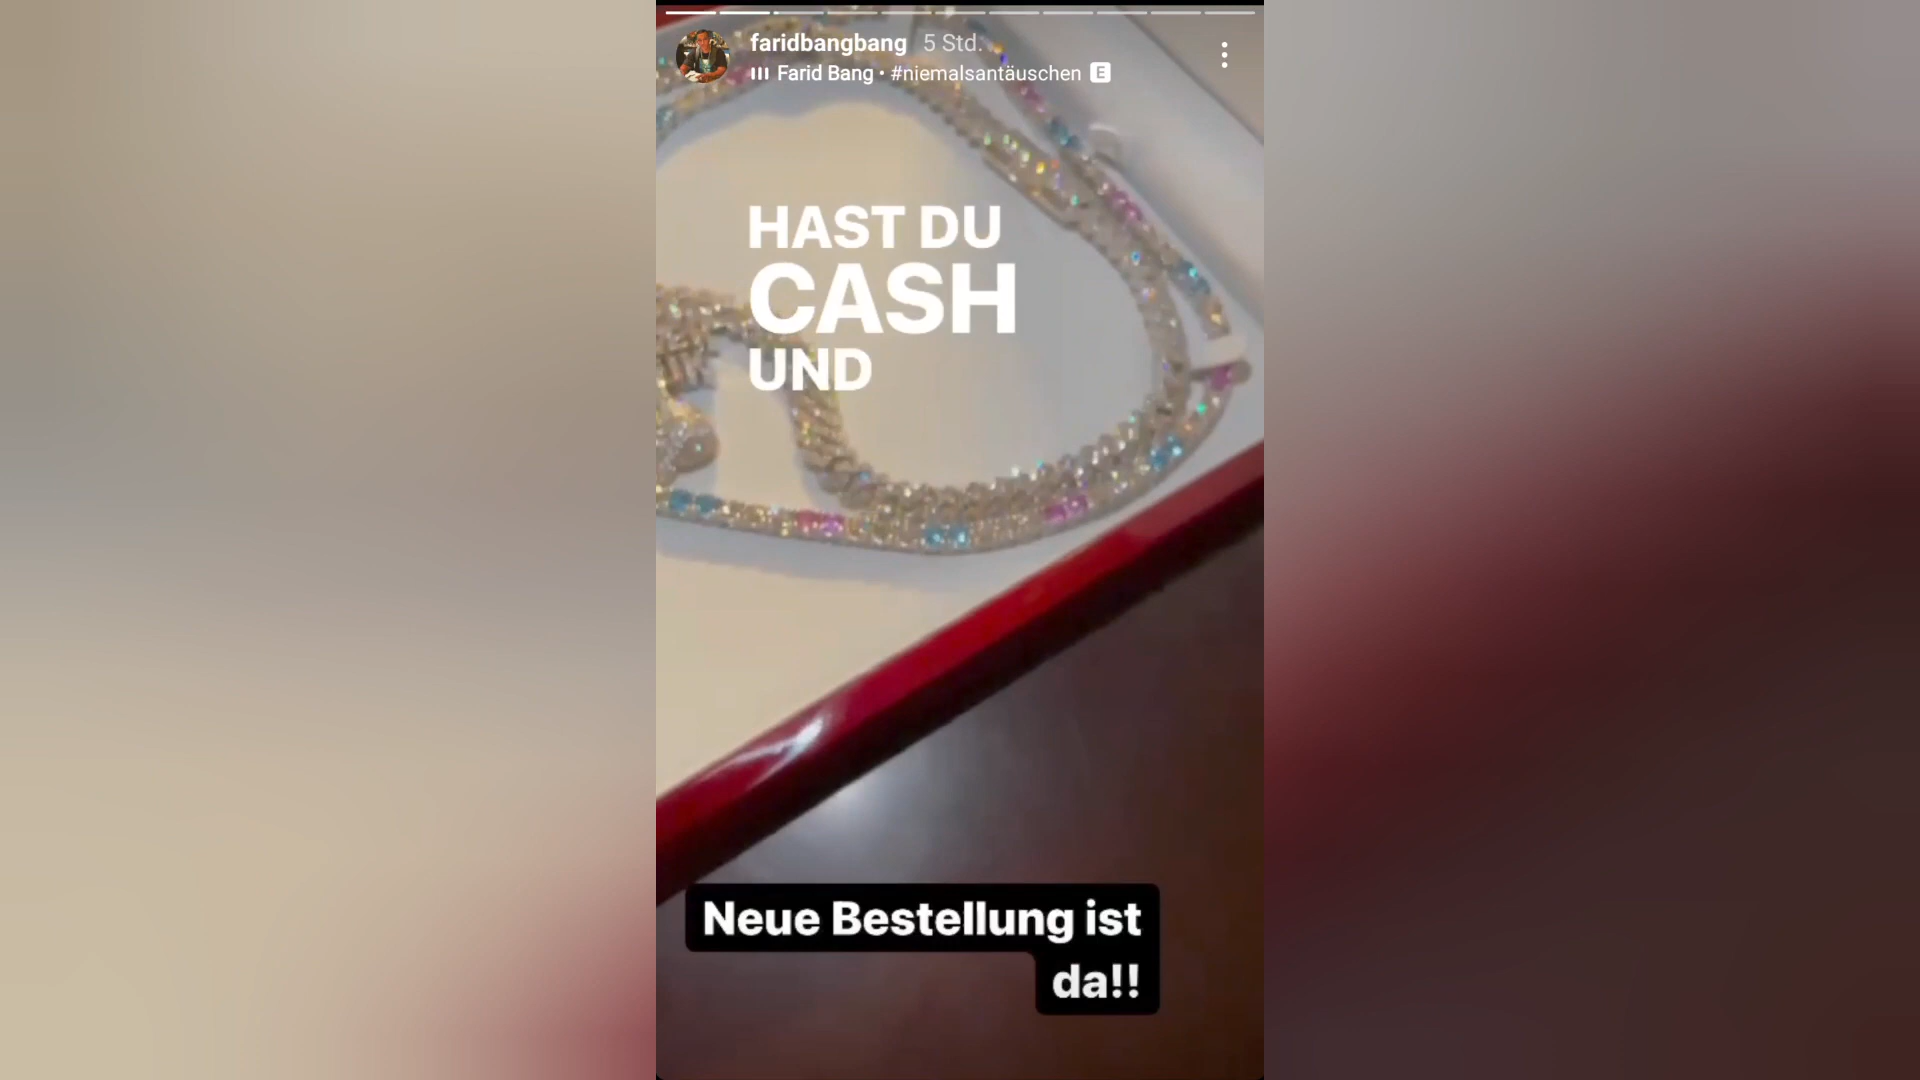 faridbangbang 5 Std.
Farid Bang • #niemalsantäuschen E
HAST DU
CASH
UND
Neue Bestellung ist
da!!